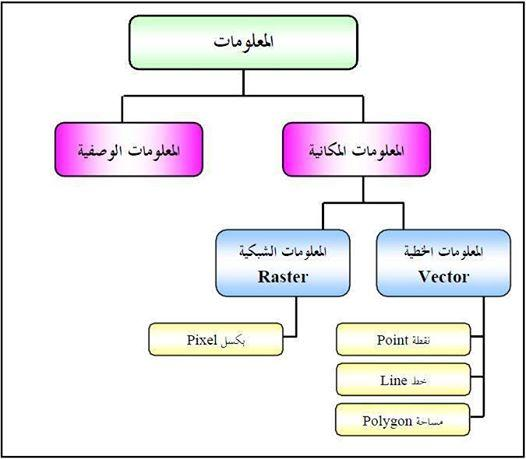 المعلومات
المعلومات المكانية
المعلومات الوصفية
المعلومات الخطية
Vector
المعلومات الشبكية
Raster
نقطة Point
خط Line
مساحة Polygon
بكسل Pixel